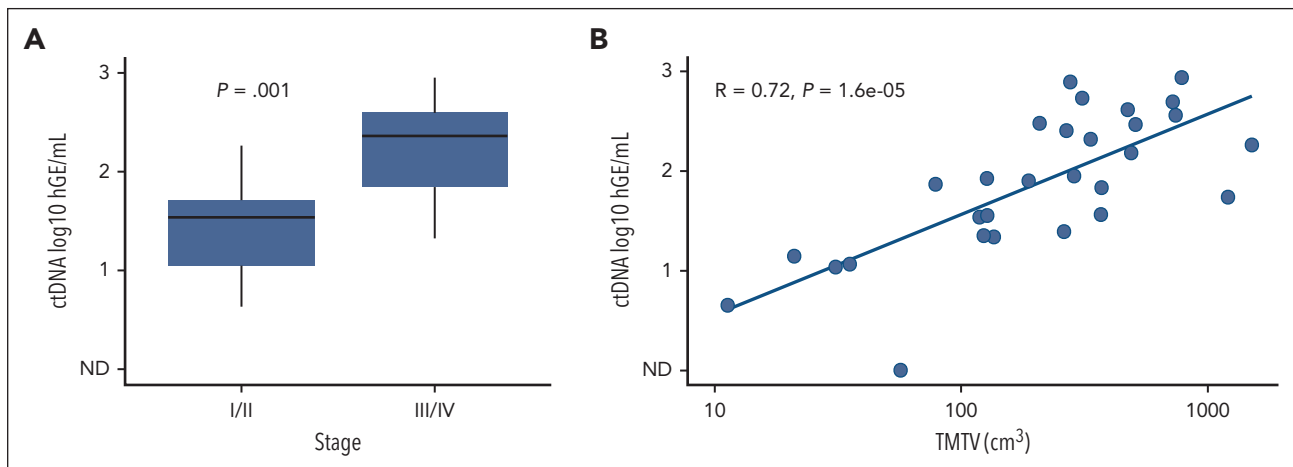 A
P = .001
3
2
1
ND
ctDNA log10 hGE/mL
I/II
III/IV
Stage
B
R = 0.72, P = 1.6e-05
3
2
1
ND
ctDNA log10 hGE/mL
10
100
1000
TMTV (cm³)